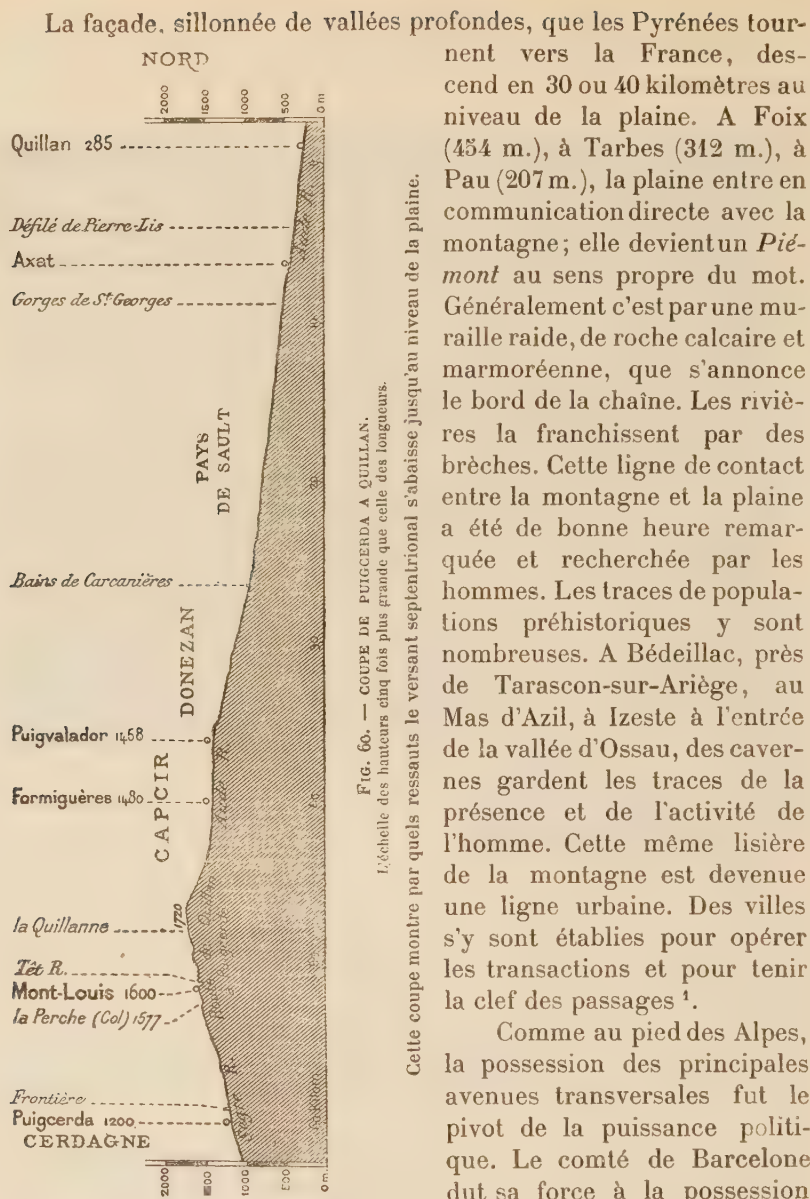 La façade, sillonnée de vallées profondes, que les Pyrénées tour-
nent vers la France, des-
cend en 30 ou 40 kilomètres au
niveau de la plaine. A Foix
(454 m.), à Tarbes (312 m.), à
Pau (207 m.), la plaine entre en
communication directe avec la
montagne; elle devient un Pié-
mont au sens propre du mot.
Généralement c'est par une mu-
raille raide, de roche calcaire et
marmoréenne, que s'annonce
le bord de la chaîne. Les riviè-
res la franchissent par des
brèches. Cette ligne de contact
entre la montagne et la plaine
a été de bonne heure remar-
quée et recherchée par les
hommes. Les traces de popula-
tions préhistoriques y sont
nombreuses. A Bédeillac, près
de Tarascon-sur-Ariège, au
Mas d'Azil, à Izeste à l'entrée
de la vallée d'Ossau, des caver-
nes gardent les traces de la
présence et de l'activité de
l'homme. Cette même lisière
de la montagne est devenue
une ligne urbaine. Des villes
s'y sont établies pour opérer
les transactions et pour tenir
la clef des passages ¹.
Comme au pied des Alpes,
la possession des principales
avenues transversales fut le
pivot de la puissance politi-
que. Le comté de Barcelone
dut sa force à la possession
NORD
2000 1500 1000 500 0 m
Quillan 285
Défilé de Pierre-Lis
Axat
Gorges de St Georges
PAYS
DE SAULT
Bains de Carcanières
DONEZAN
Puigvalador 1468
Formiguères 1480
CAPCIR
la Quillanne
1720
Têt R.
Mont-Louis 1600
la Perche (Col) 1577
Frontière
Puigcerda 1200
CERDAGNE
2000 1500 1000 500 0 m
Aude R.
Aude R.
10
20
30
40
FIG. 60. — COUPE DE PUIGCERDA A QUILLAN.
L'échelle des hauteurs cinq fois plus grande que celle des longueurs.
Cette coupe montre par quels ressauts le versant septentrional s'abaisse jusqu'au niveau de la plaine.